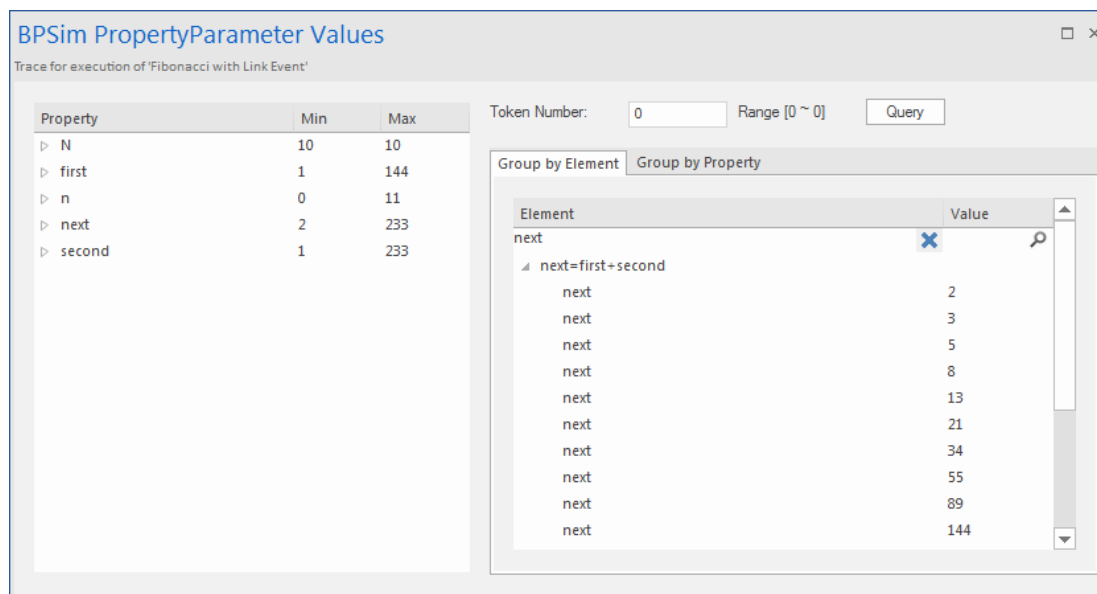 BPSim PropertyParameter Values
Trace for execution of 'Fibonacci with Link Event'
Property Min Max
N 10 10
first 1 144
n 0 11
next 2 233
second 1 233
Token Number: 0 Range [0 ~ 0] Query
Group by Element Group by Property
Element Value
next
next=first+second
next 2
next 3
next 5
next 8
next 13
next 21
next 34
next 55
next 89
next 144